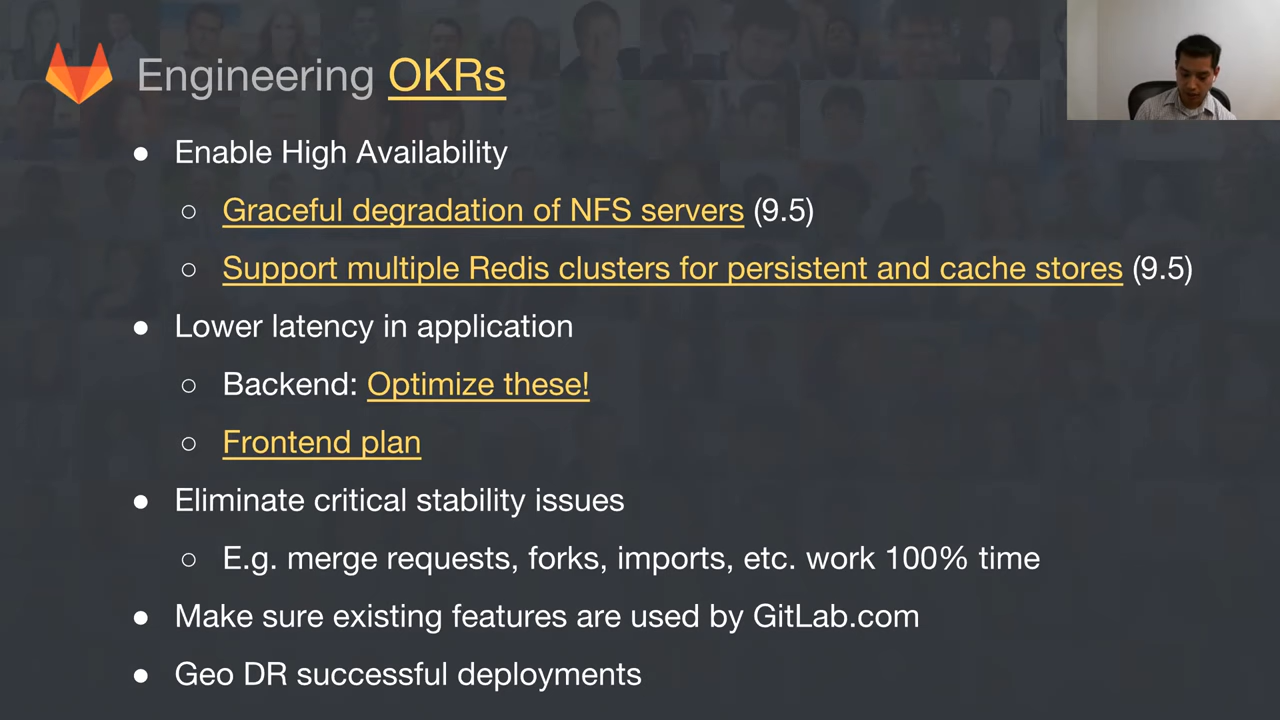 Engineering OKRs
● Enable High Availability
○ Graceful degradation of NFS servers (9.5)
○ Support multiple Redis clusters for persistent and cache stores (9.5)
● Lower latency in application
○ Backend: Optimize these!
○ Frontend plan
● Eliminate critical stability issues
○ E.g. merge requests, forks, imports, etc. work 100% time
● Make sure existing features are used by GitLab.com
● Geo DR successful deployments